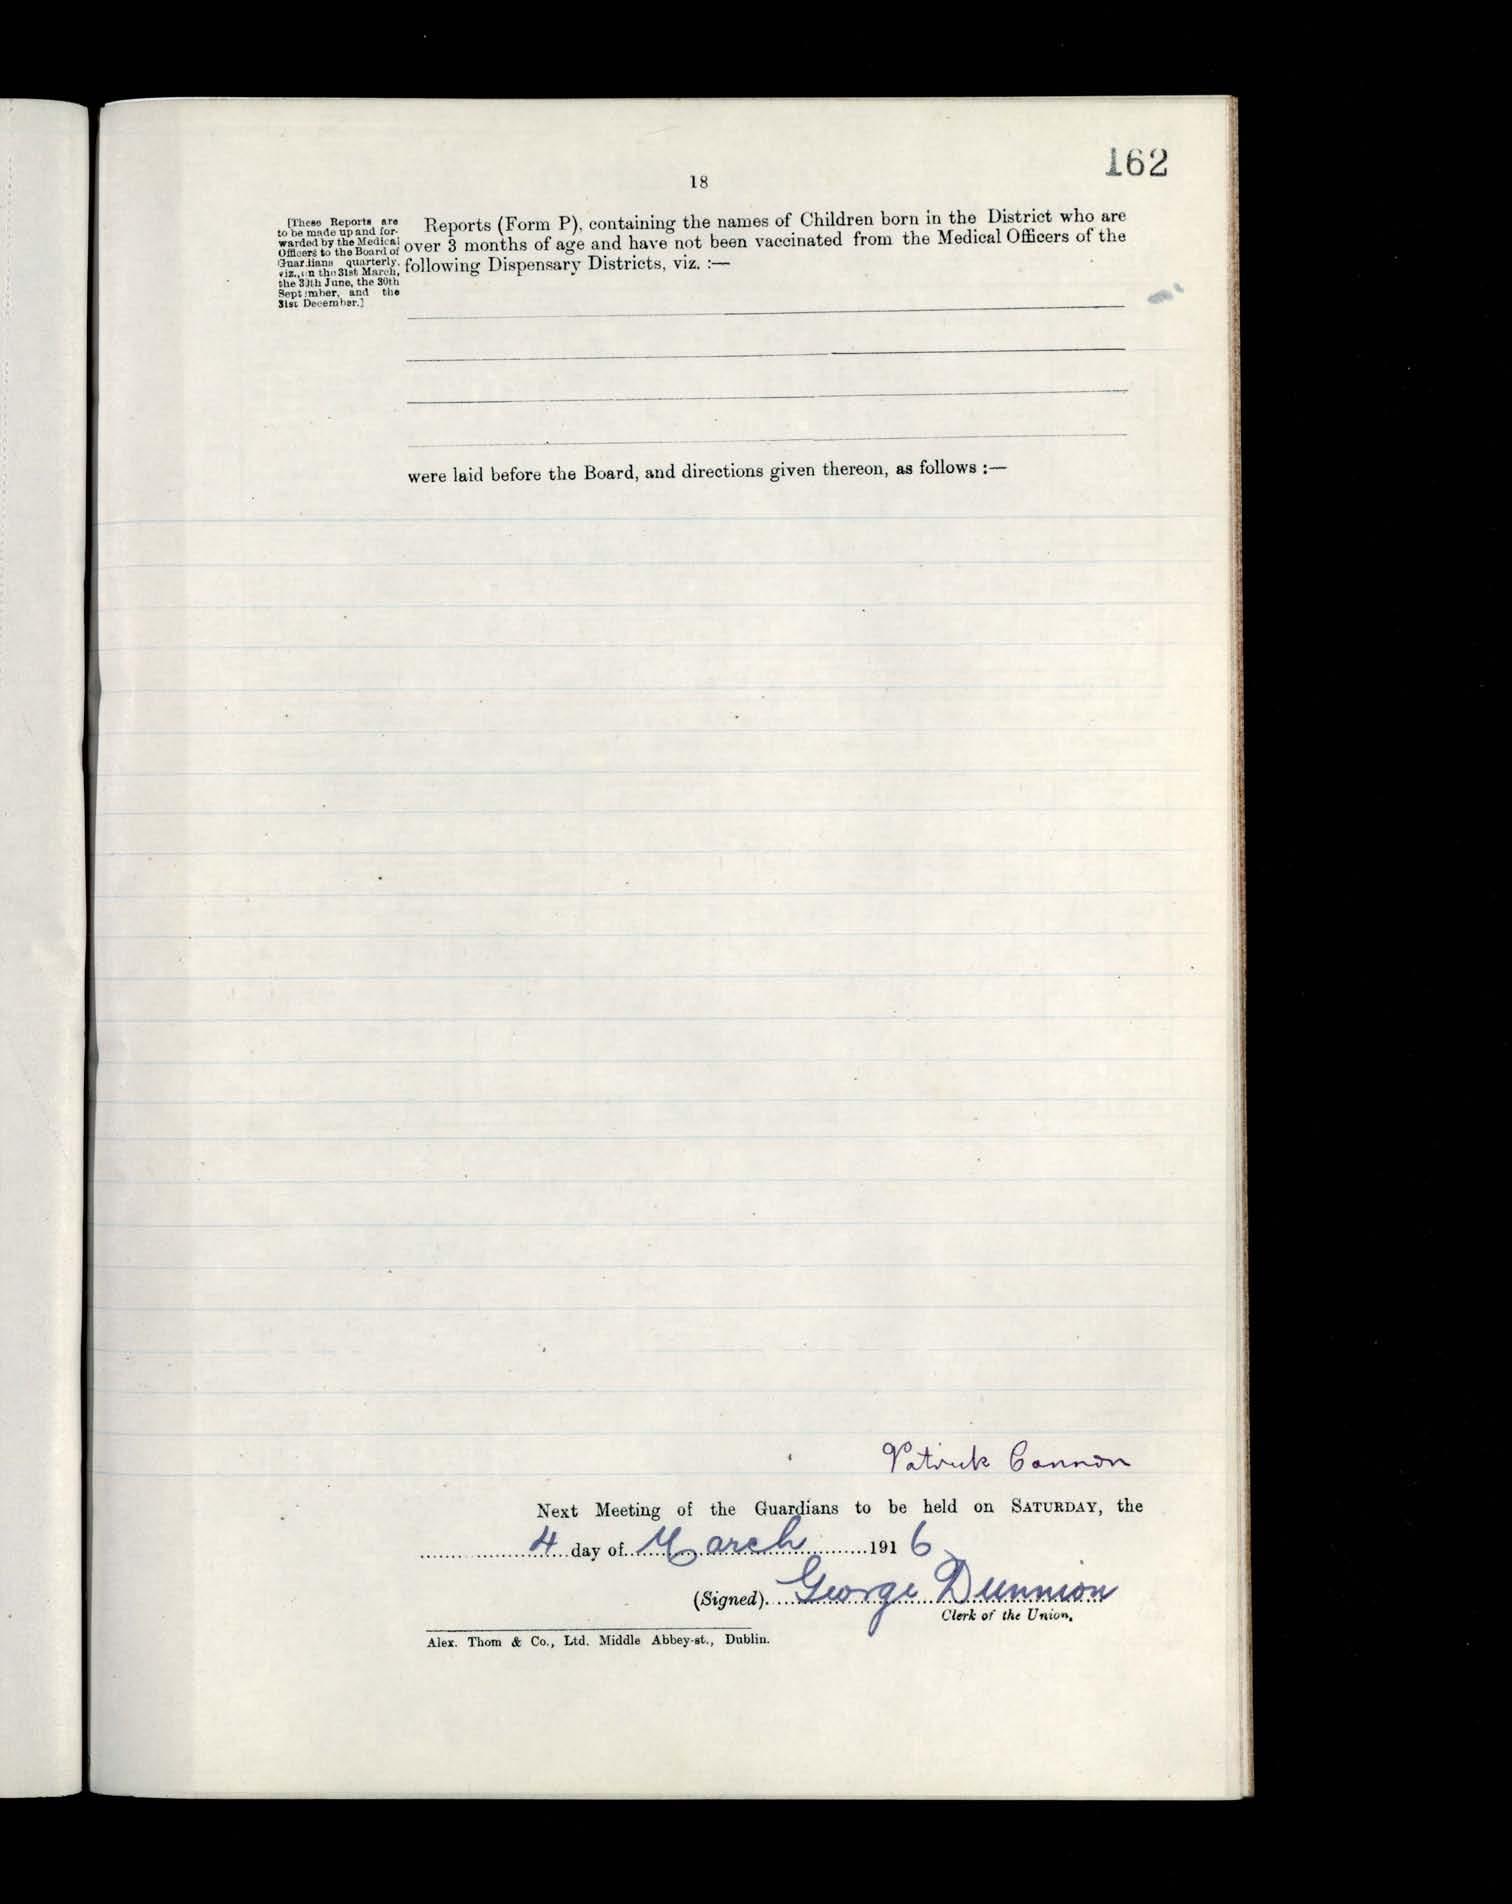 162
18
[These Reports are
to be made up and for-
warded by the Medical
Officers to the Board of
Guardians quarterly,
viz., on the 31st March,
the 30th June, the 30th
September, and the
31st December.]
Reports (Form P), containing the names of Children born in the District who are
over 3 months of age and have not been vaccinated from the Medical Officers of the
following Dispensary Districts, viz. :—
were laid before the Board, and directions given thereon, as follows :—
Patrick Cannon
Next Meeting of the Guardians to be held on SATURDAY, the
4 day of March 1916
(Signed). George Dunnion
Clerk of the Union.
Alex. Thom & Co., Ltd. Middle Abbey-st., Dublin.